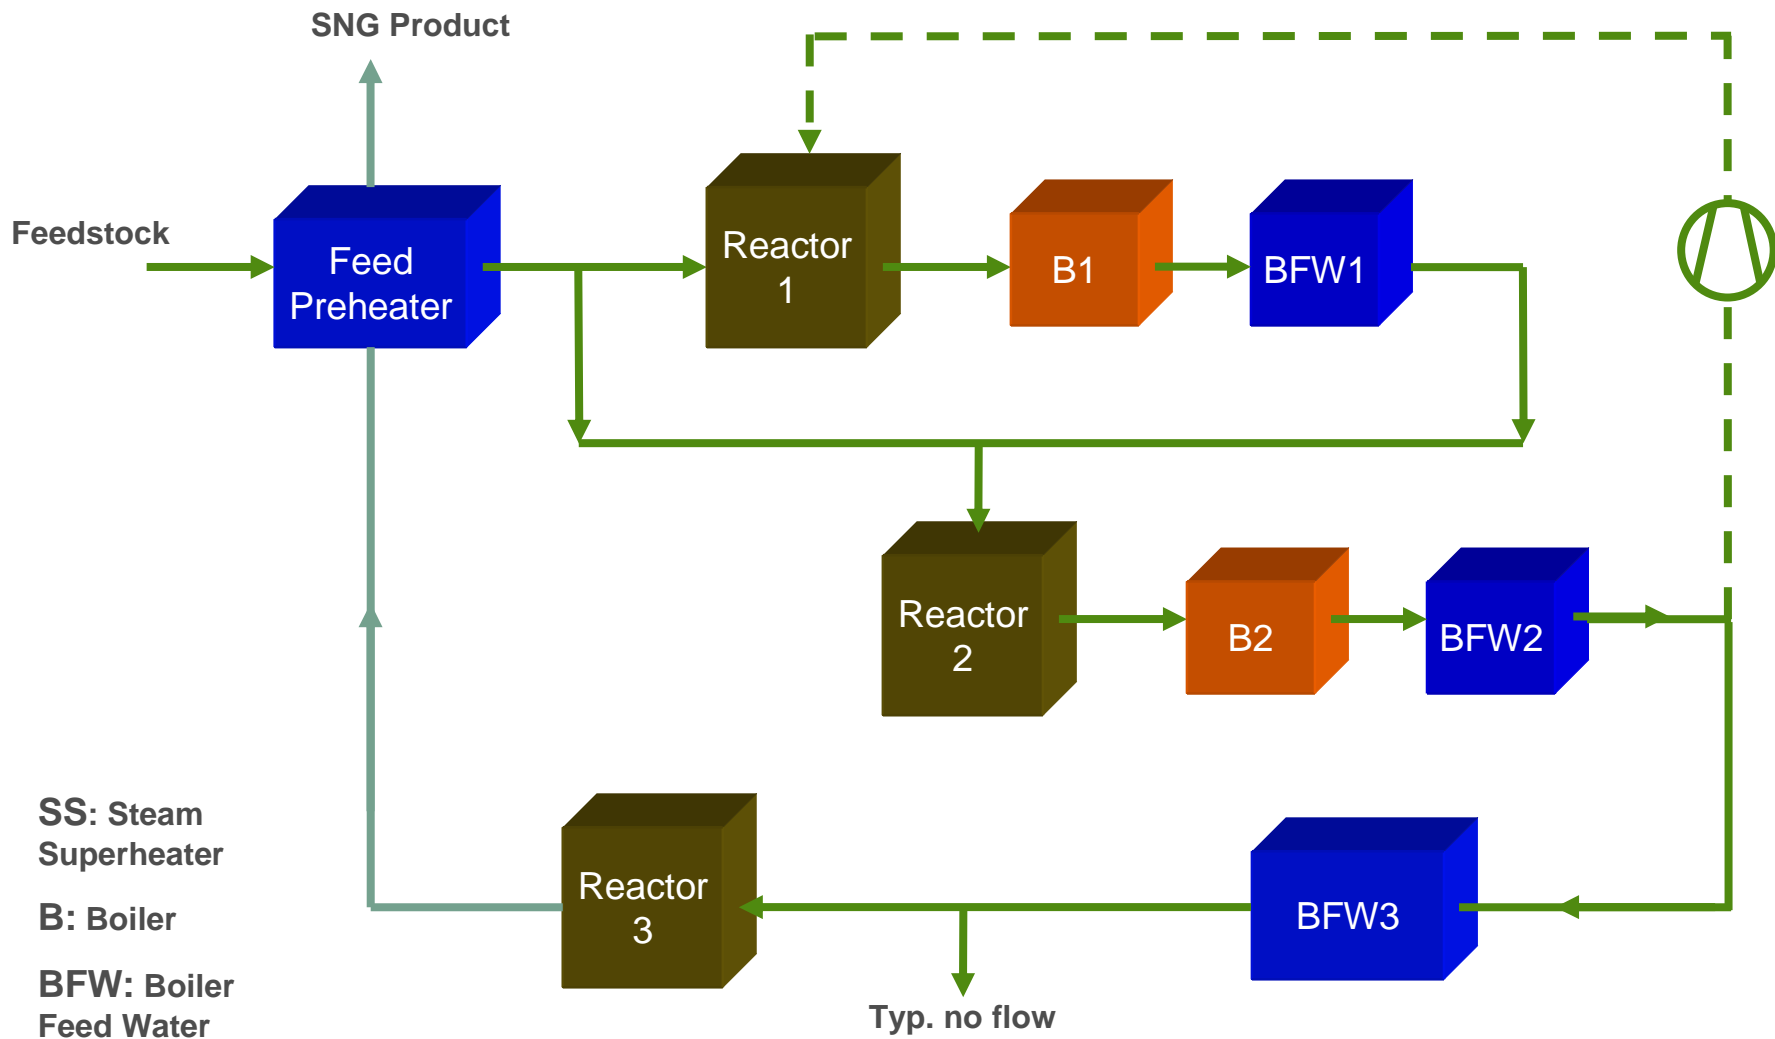 SNG Product
Feedstock
Feed
Preheater
Reactor
1
B1
BFW1
Reactor
2
B2
BFW2
SS: Steam
Superheater
B: Boiler
BFW: Boiler
Feed Water
Reactor
3
BFW3
Typ. no flow